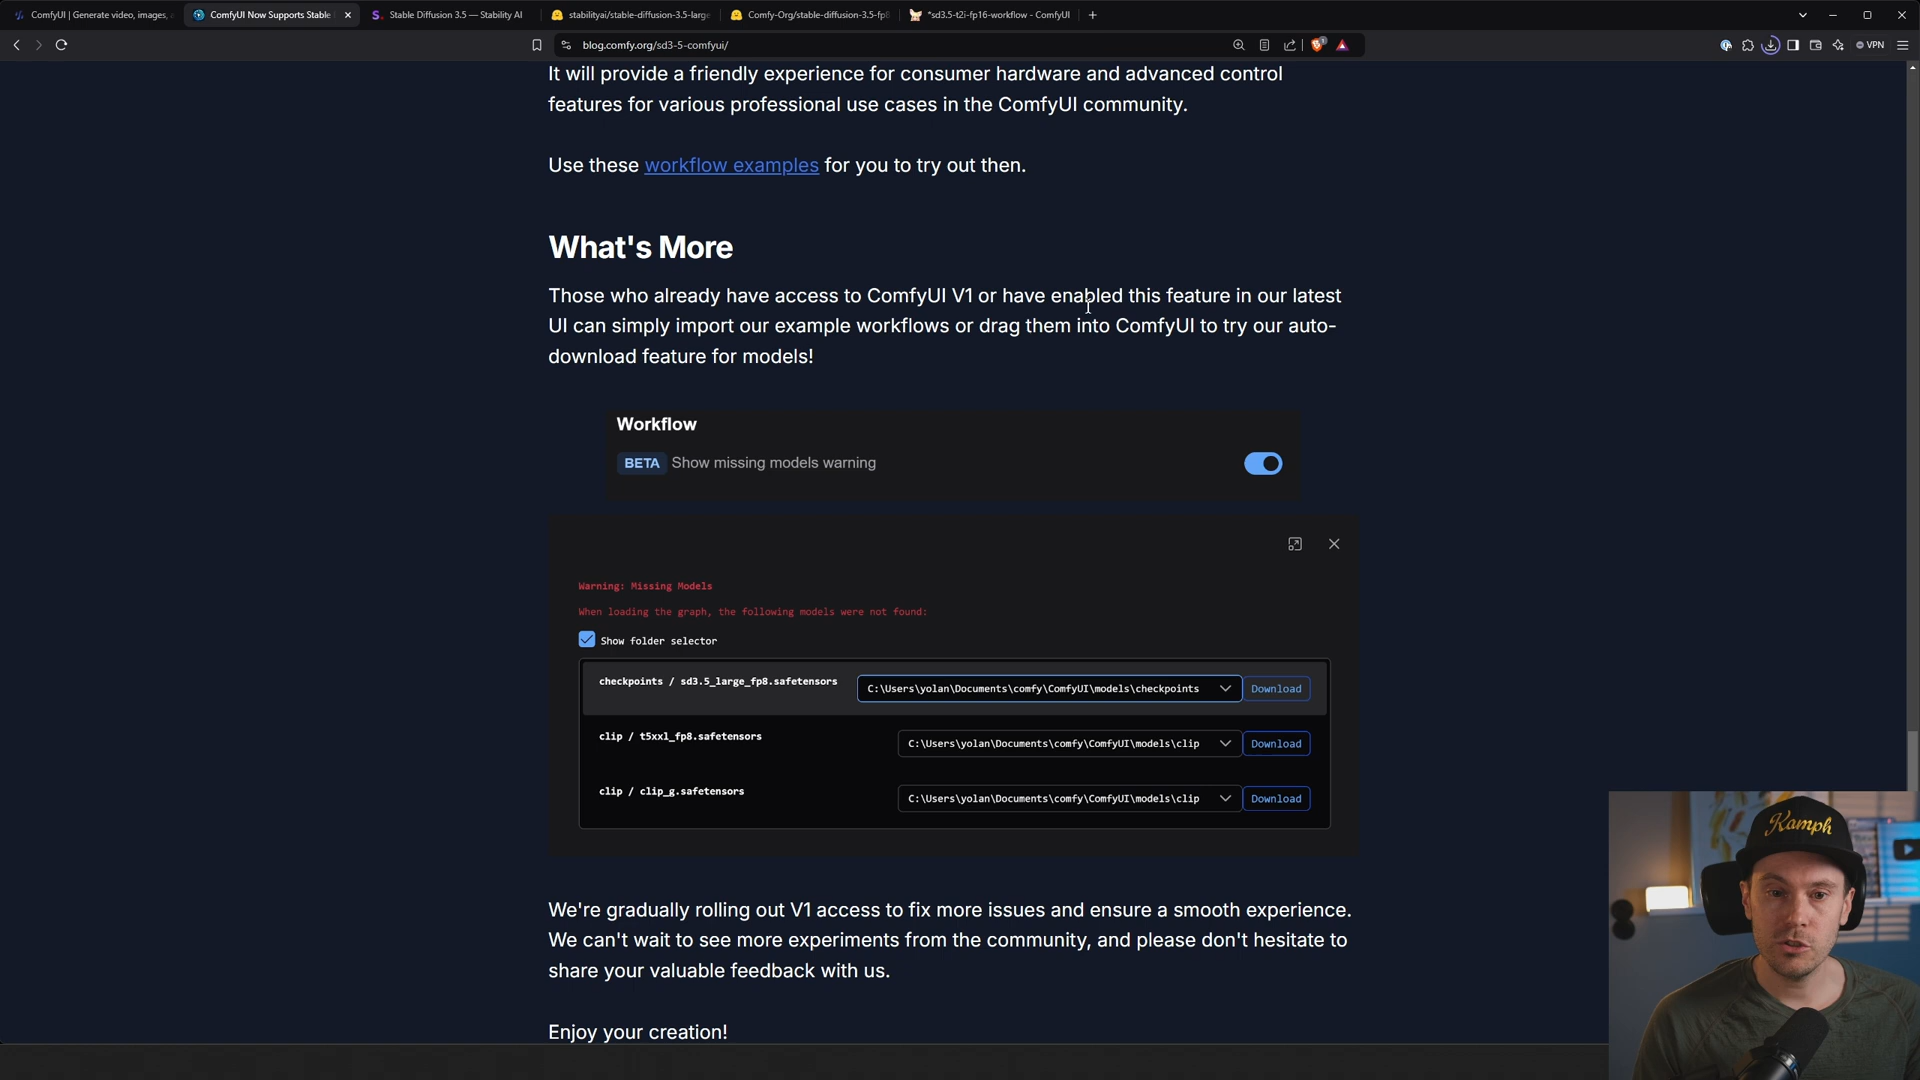 ComfyUI | Generate video, images,
ComfyUI Now Supports Stable
Stable Diffusion 3.5 — Stability AI
stabilityai/stable-diffusion-3.5-large
Comfy-Org/stable-diffusion-3.5-fp8
*sd3.5-t2i-fp16-workflow - ComfyUI
blog.comfy.org/sd3-5-comfyui/
VPN
It will provide a friendly experience for consumer hardware and advanced control
features for various professional use cases in the ComfyUI community.
Use these workflow examples for you to try out then.
What's More
Those who already have access to ComfyUI V1 or have enabled this feature in our latest
UI can simply import our example workflows or drag them into ComfyUI to try our auto-
download feature for models!
Workflow
BETA Show missing models warning
Warning: Missing Models
When loading the graph, the following models were not found:
Show folder selector
checkpoints / sd3.5_large_fp8.safetensors C:\Users\yolan\Documents\comfy\ComfyUI\models\checkpoints Download
clip / t5xxl_fp8.safetensors C:\Users\yolan\Documents\comfy\ComfyUI\models\clip Download
clip / clip_g.safetensors C:\Users\yolan\Documents\comfy\ComfyUI\models\clip Download
We're gradually rolling out V1 access to fix more issues and ensure a smooth experience.
We can't wait to see more experiments from the community, and please don't hesitate to
share your valuable feedback with us.
Enjoy your creation!
Kamph